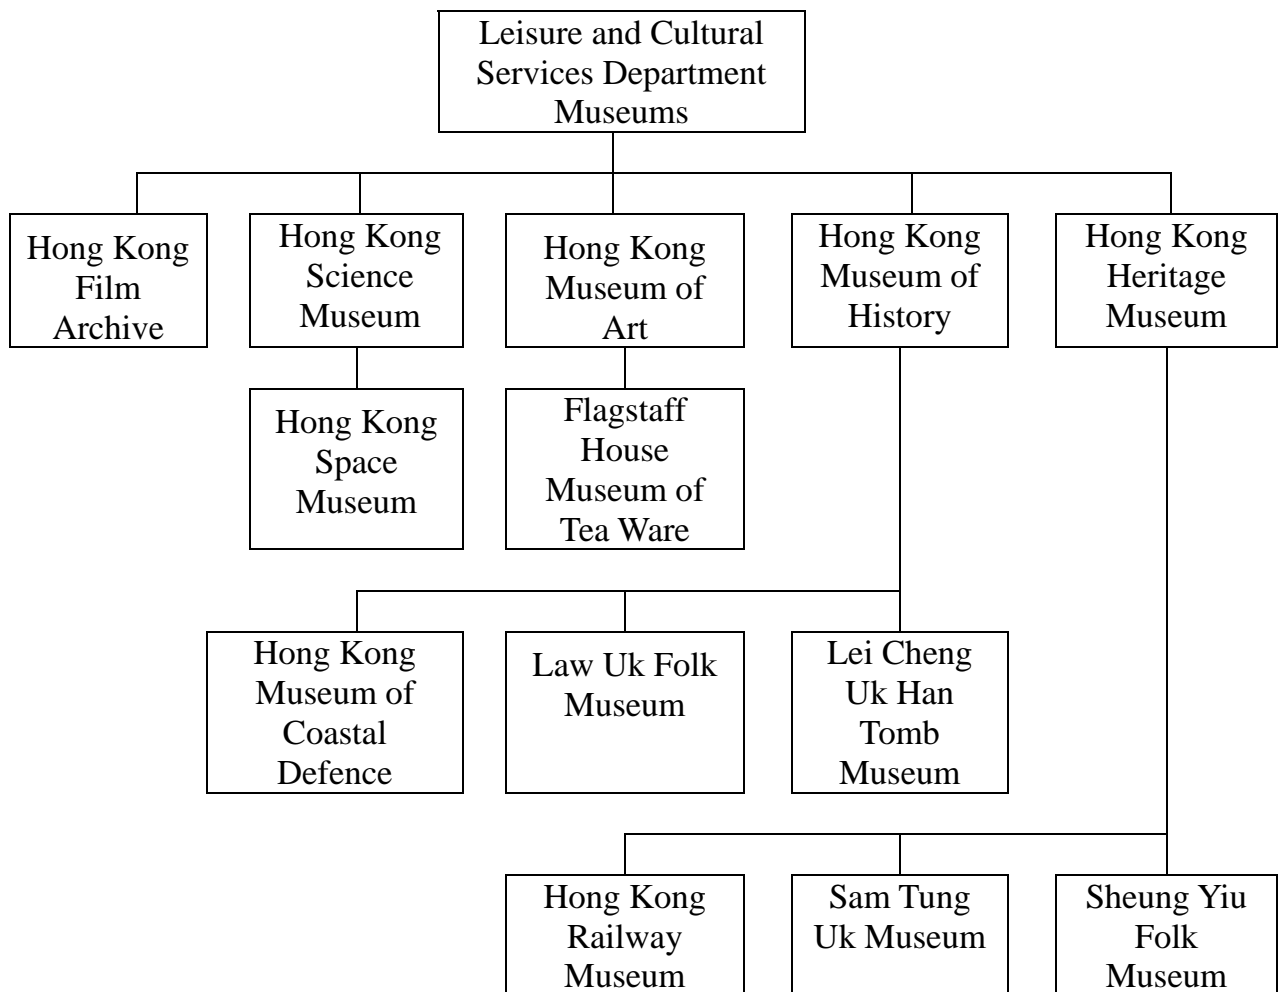 Leisure and Cultural
Services Department
Museums
Hong Kong
Film
Archive
Hong Kong
Science
Museum
Hong Kong
Museum of
Art
Hong Kong
Museum of
History
Hong Kong
Heritage
Museum
Hong Kong
Space
Museum
Flagstaff
House
Museum of
Tea Ware
Hong Kong
Museum of
Coastal
Defence
Law Uk Folk
Museum
Lei Cheng
Uk Han
Tomb
Museum
Hong Kong
Railway
Museum
Sam Tung
Uk Museum
Sheung Yiu
Folk
Museum